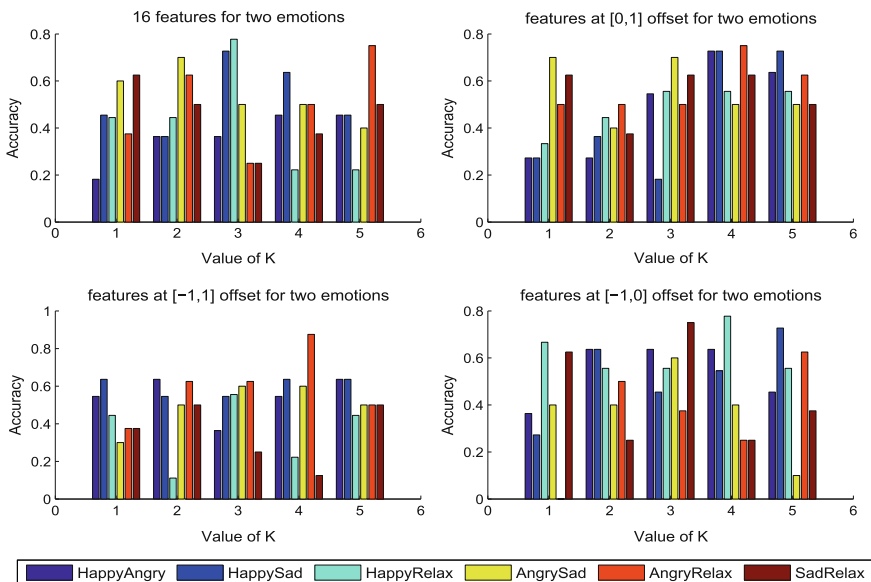 16 features for two emotions
0.8
0.6
0.4
0.2
0
Accuracy
0 1 2 3 4 5 6
Value of K
features at [0,1] offset for two emotions
0.8
0.6
0.4
0.2
0
Accuracy
0 1 2 3 4 5 6
Value of K
features at [−1,1] offset for two emotions
1
0.8
0.6
0.4
0.2
0
Accuracy
0 1 2 3 4 5 6
Value of K
features at [−1,0] offset for two emotions
0.8
0.6
0.4
0.2
0
Accuracy
0 1 2 3 4 5 6
Value of K
HappyAngry HappySad HappyRelax AngrySad AngryRelax SadRelax